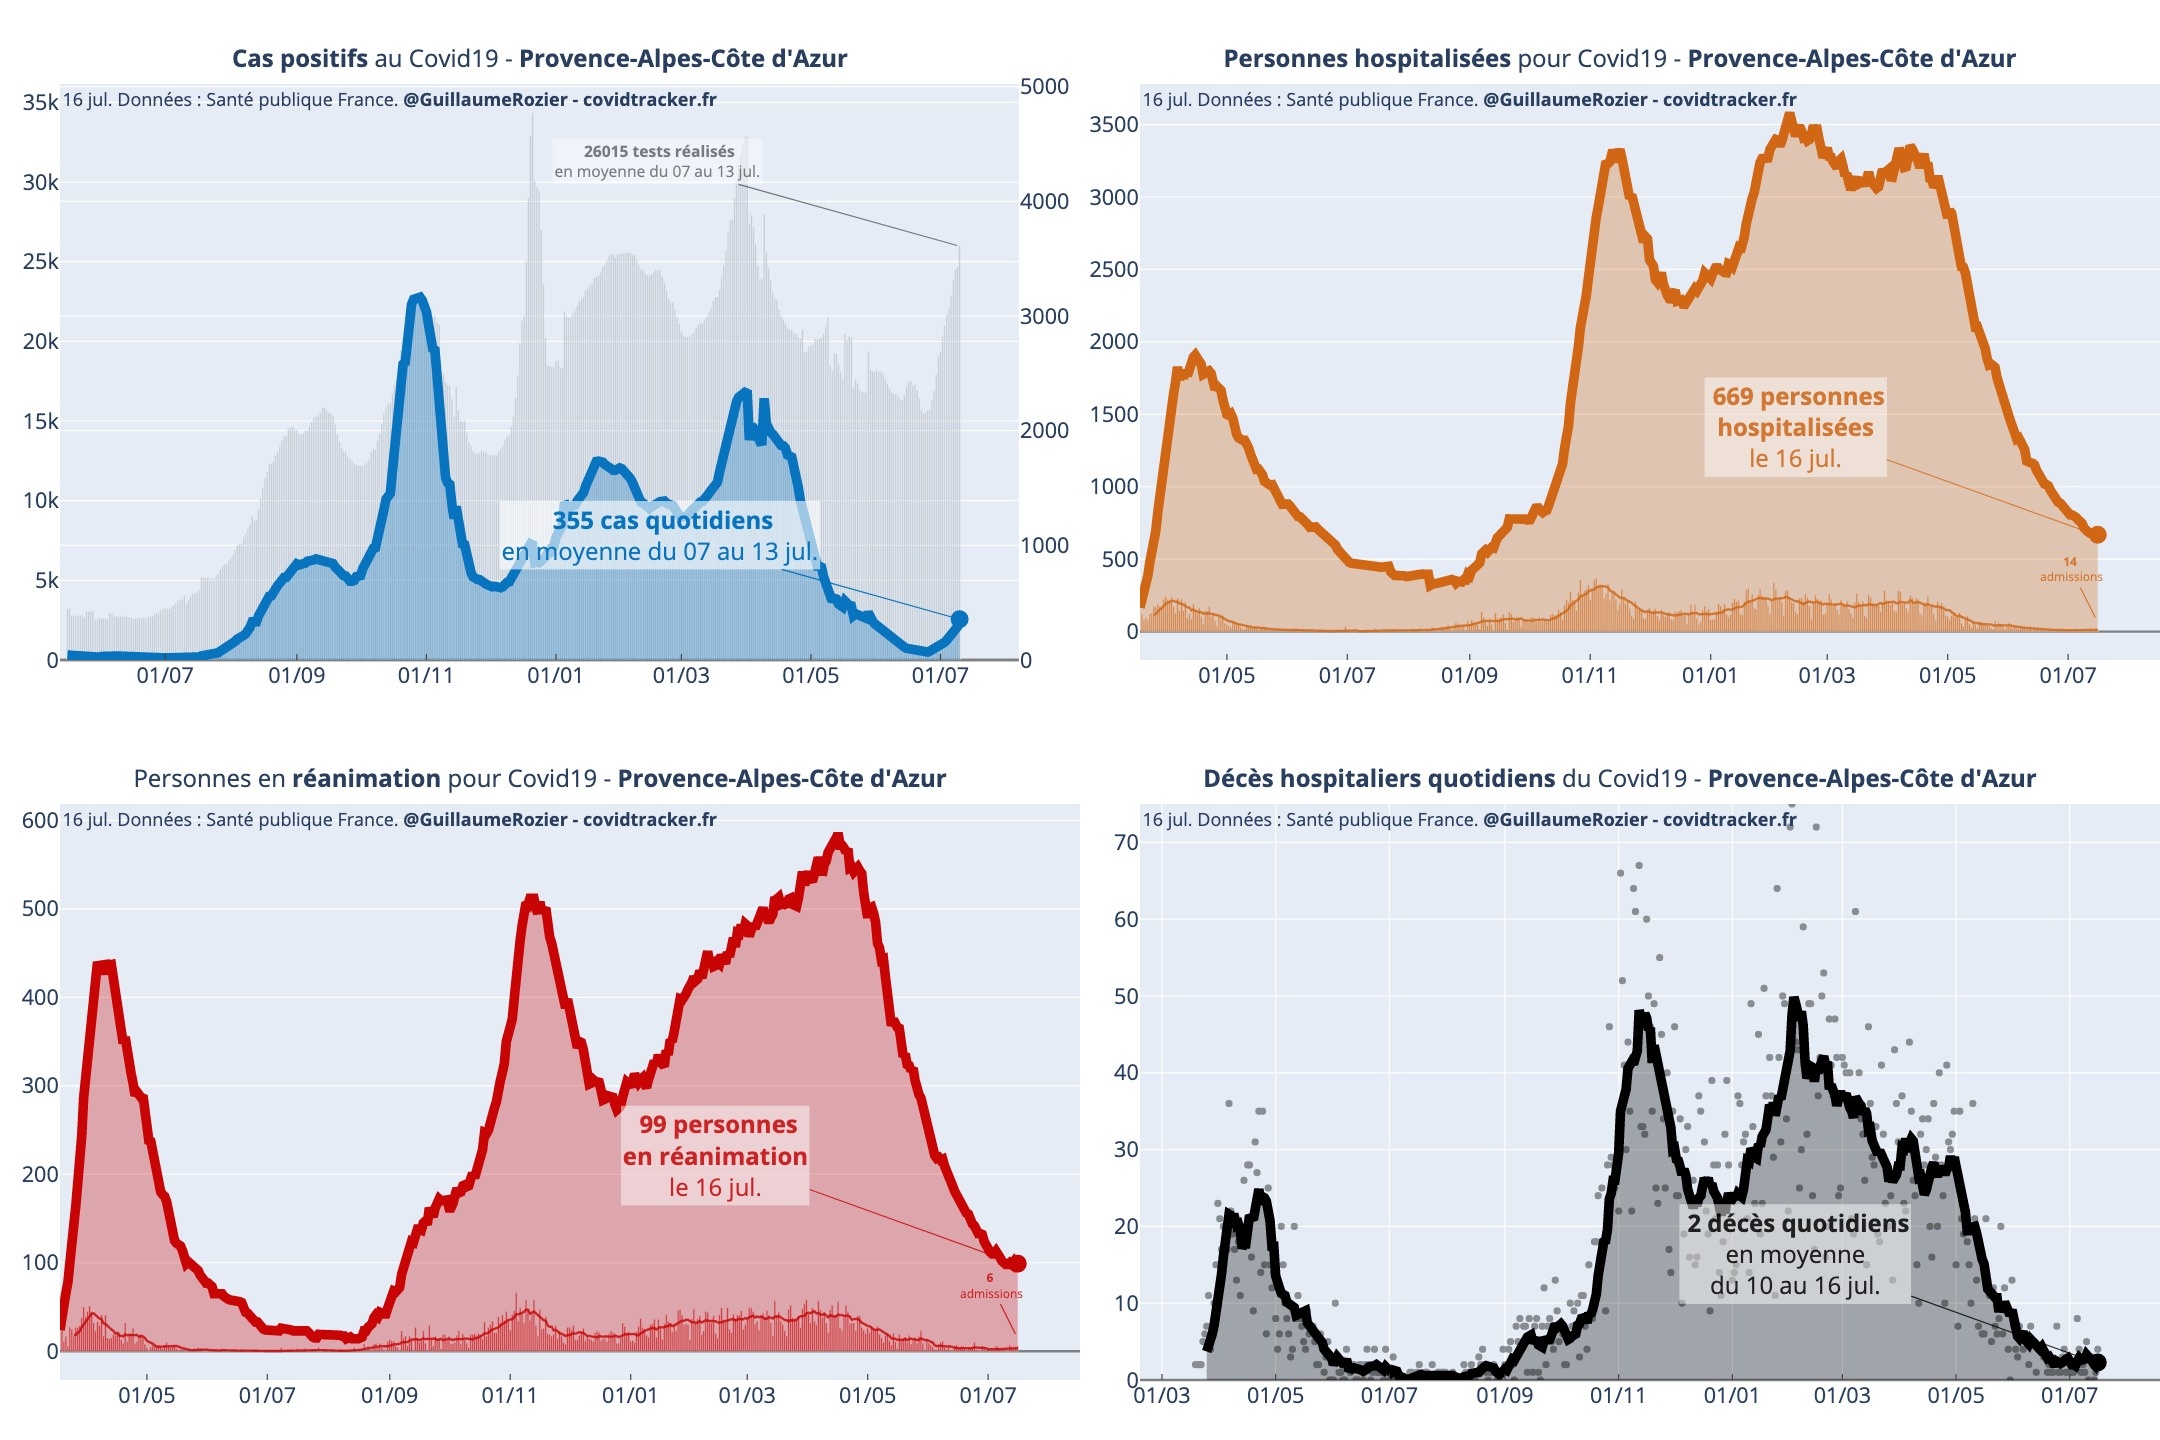 Cas positifs au Covid19 - Provence-Alpes-Côte d'Azur
16 jul. Données : Santé publique France. @GuillaumeRozier - covidtracker.fr
35k
30k
25k
20k
15k
10k
5k
0
5000
4000
3000
2000
1000
0
26015 tests réalisés
en moyenne du 07 au 13 jul.
355 cas quotidiens
en moyenne du 07 au 13 jul.
01/07 01/09 01/11 01/01 01/03 01/05 01/07
Personnes hospitalisées pour Covid19 - Provence-Alpes-Côte d'Azur
16 jul. Données : Santé publique France. @GuillaumeRozier - covidtracker.fr
3500
3000
2500
2000
1500
1000
500
0
669 personnes
hospitalisées
le 16 jul.
14
admissions
01/05 01/07 01/09 01/11 01/01 01/03 01/05 01/07
Personnes en réanimation pour Covid19 - Provence-Alpes-Côte d'Azur
16 jul. Données : Santé publique France. @GuillaumeRozier - covidtracker.fr
600
500
400
300
200
100
0
99 personnes
en réanimation
le 16 jul.
6
admissions
01/05 01/07 01/09 01/11 01/01 01/03 01/05 01/07
Décès hospitaliers quotidiens du Covid19 - Provence-Alpes-Côte d'Azur
16 jul. Données : Santé publique France. @GuillaumeRozier - covidtracker.fr
70
60
50
40
30
20
10
0
2 décès quotidiens
en moyenne
du 10 au 16 jul.
01/03 01/05 01/07 01/09 01/11 01/01 01/03 01/05 01/07